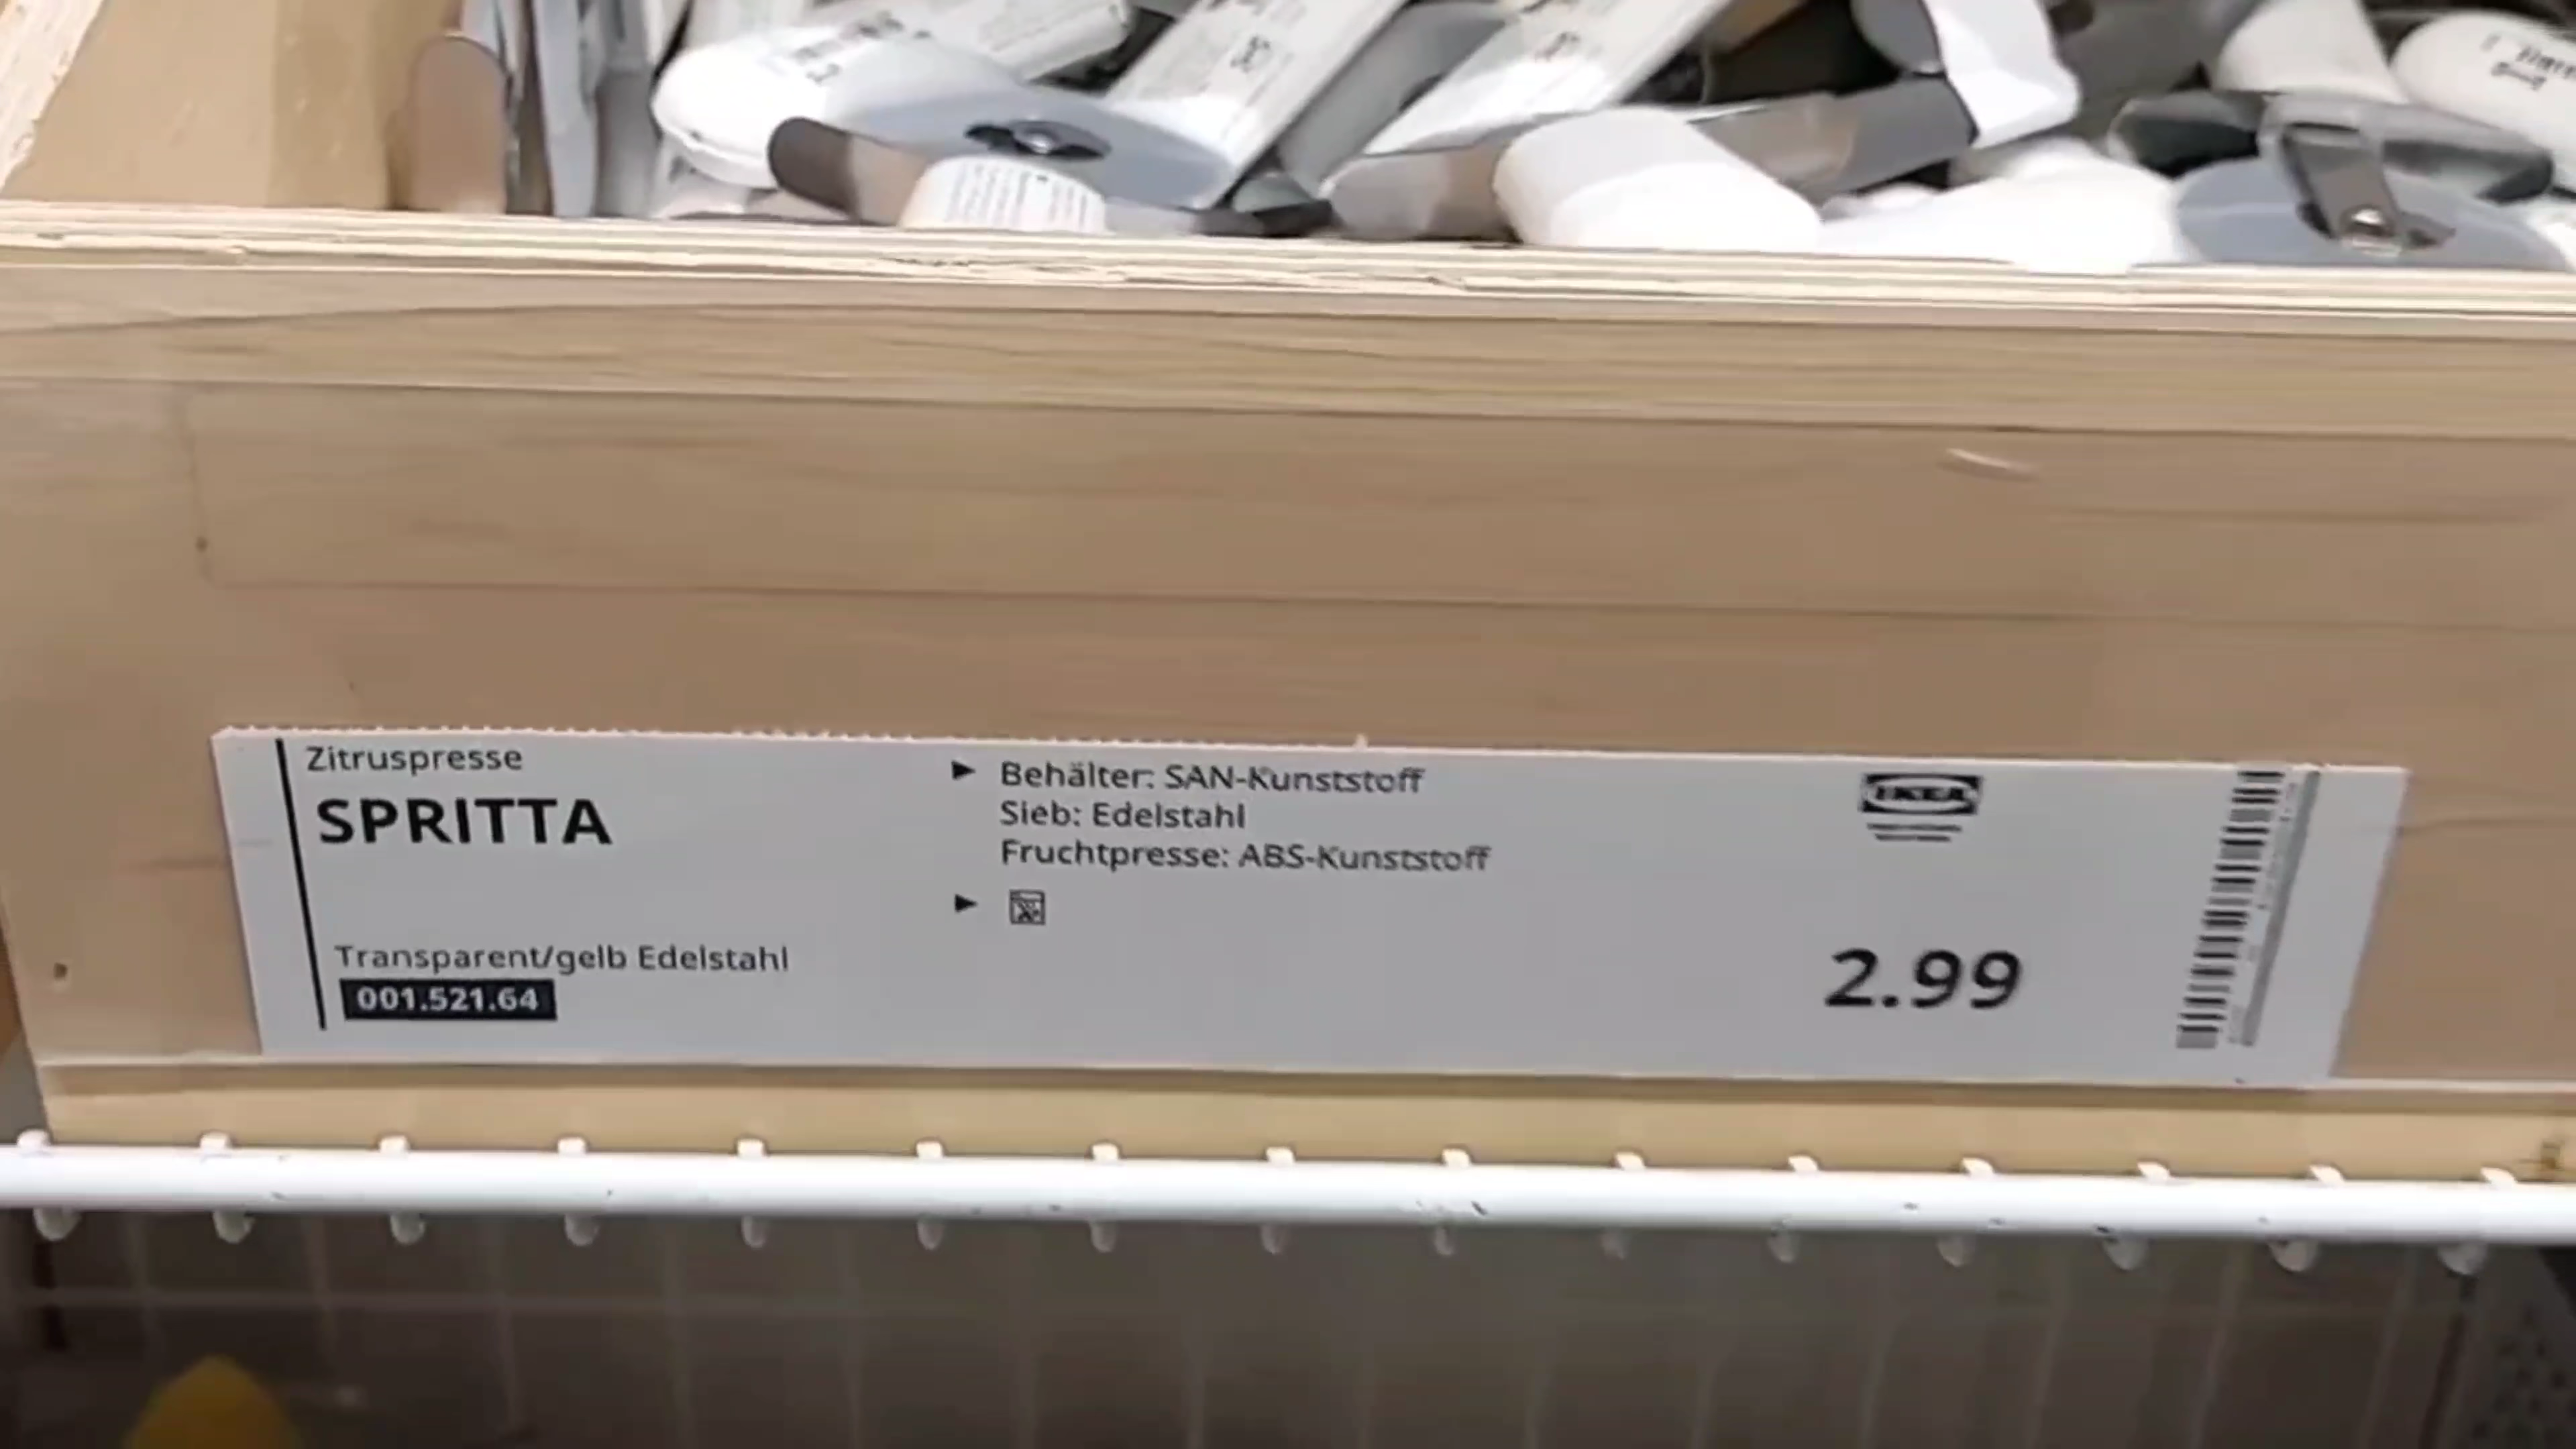 Zitruspresse
SPRITTA
Transparent/gelb Edelstahl
001.521.64
Behälter: SAN-Kunststoff
Sieb: Edelstahl
Fruchtpresse: ABS-Kunststoff
IKEA
2.99